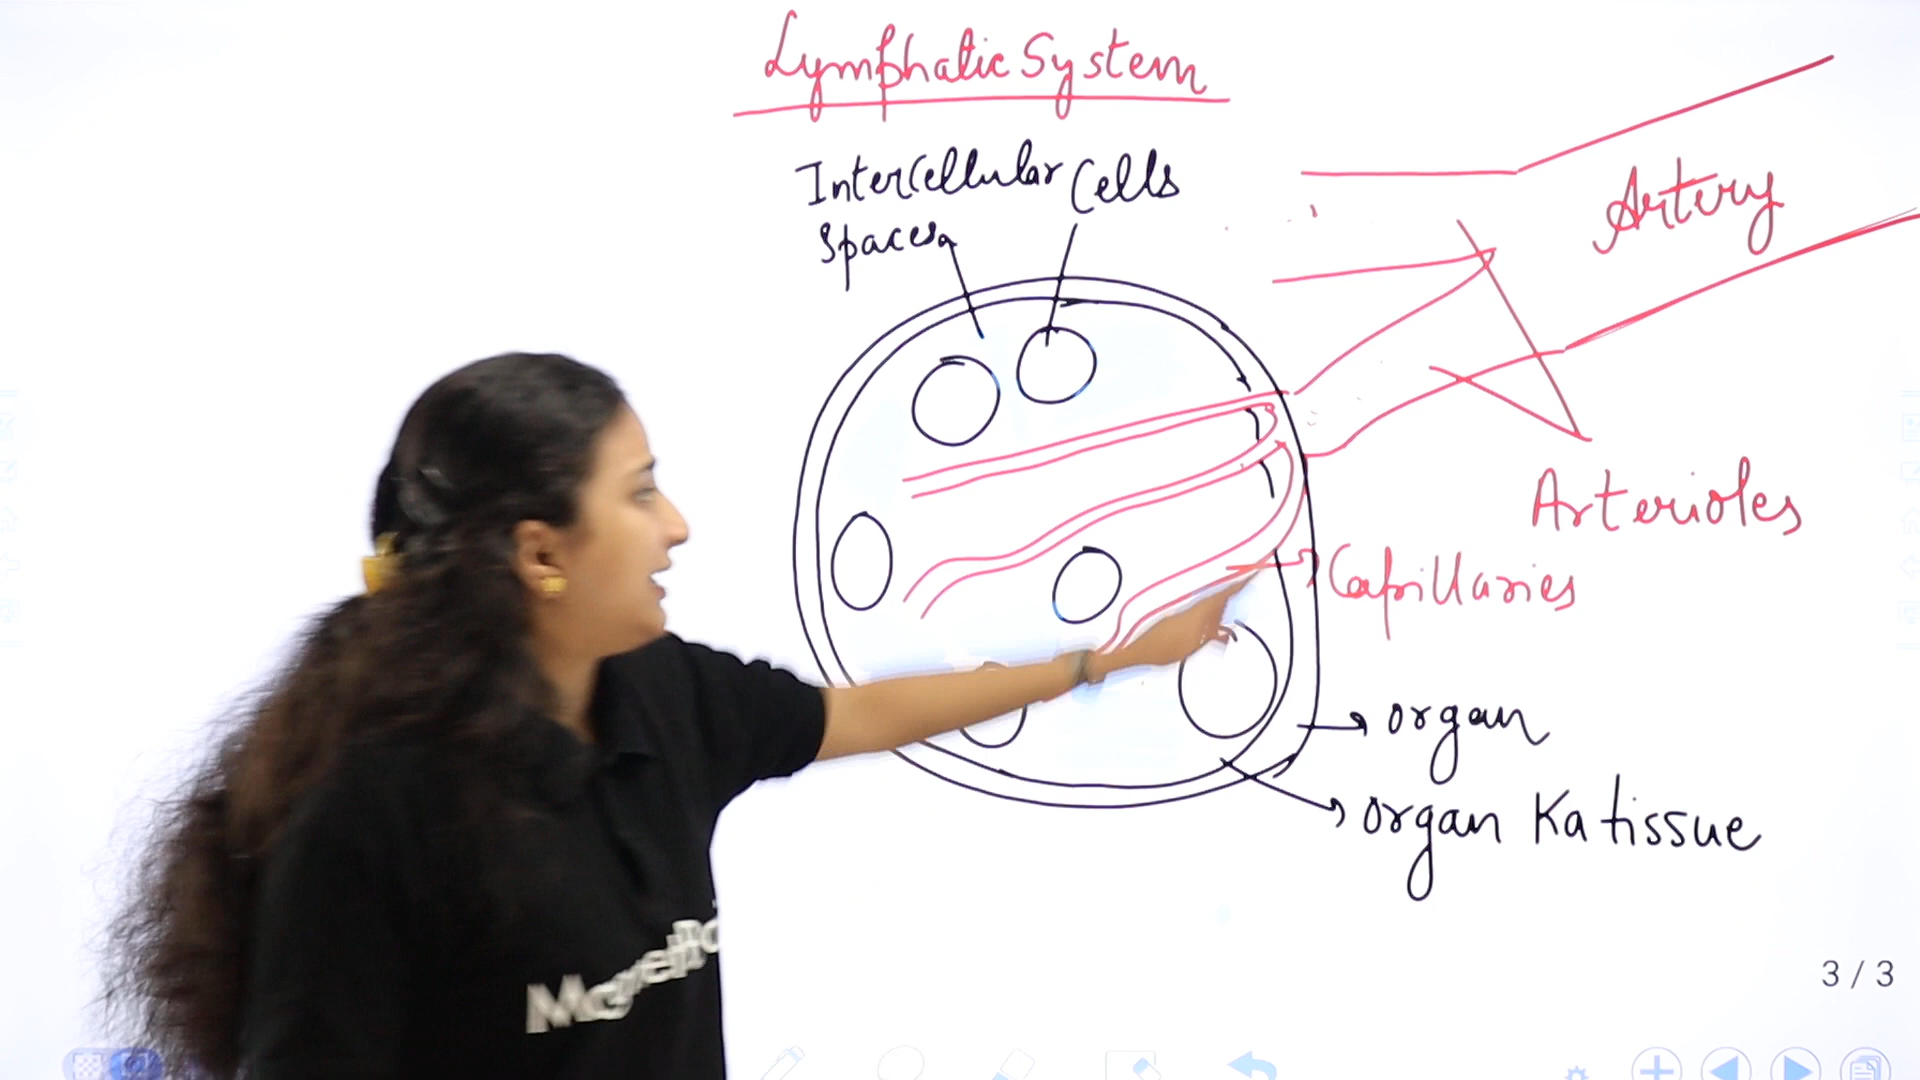 Lymphatic System
Intercellular Cells
Spaces
Artery
Arterioles
Capillaries
organ
organ Ka tissue
3 / 3